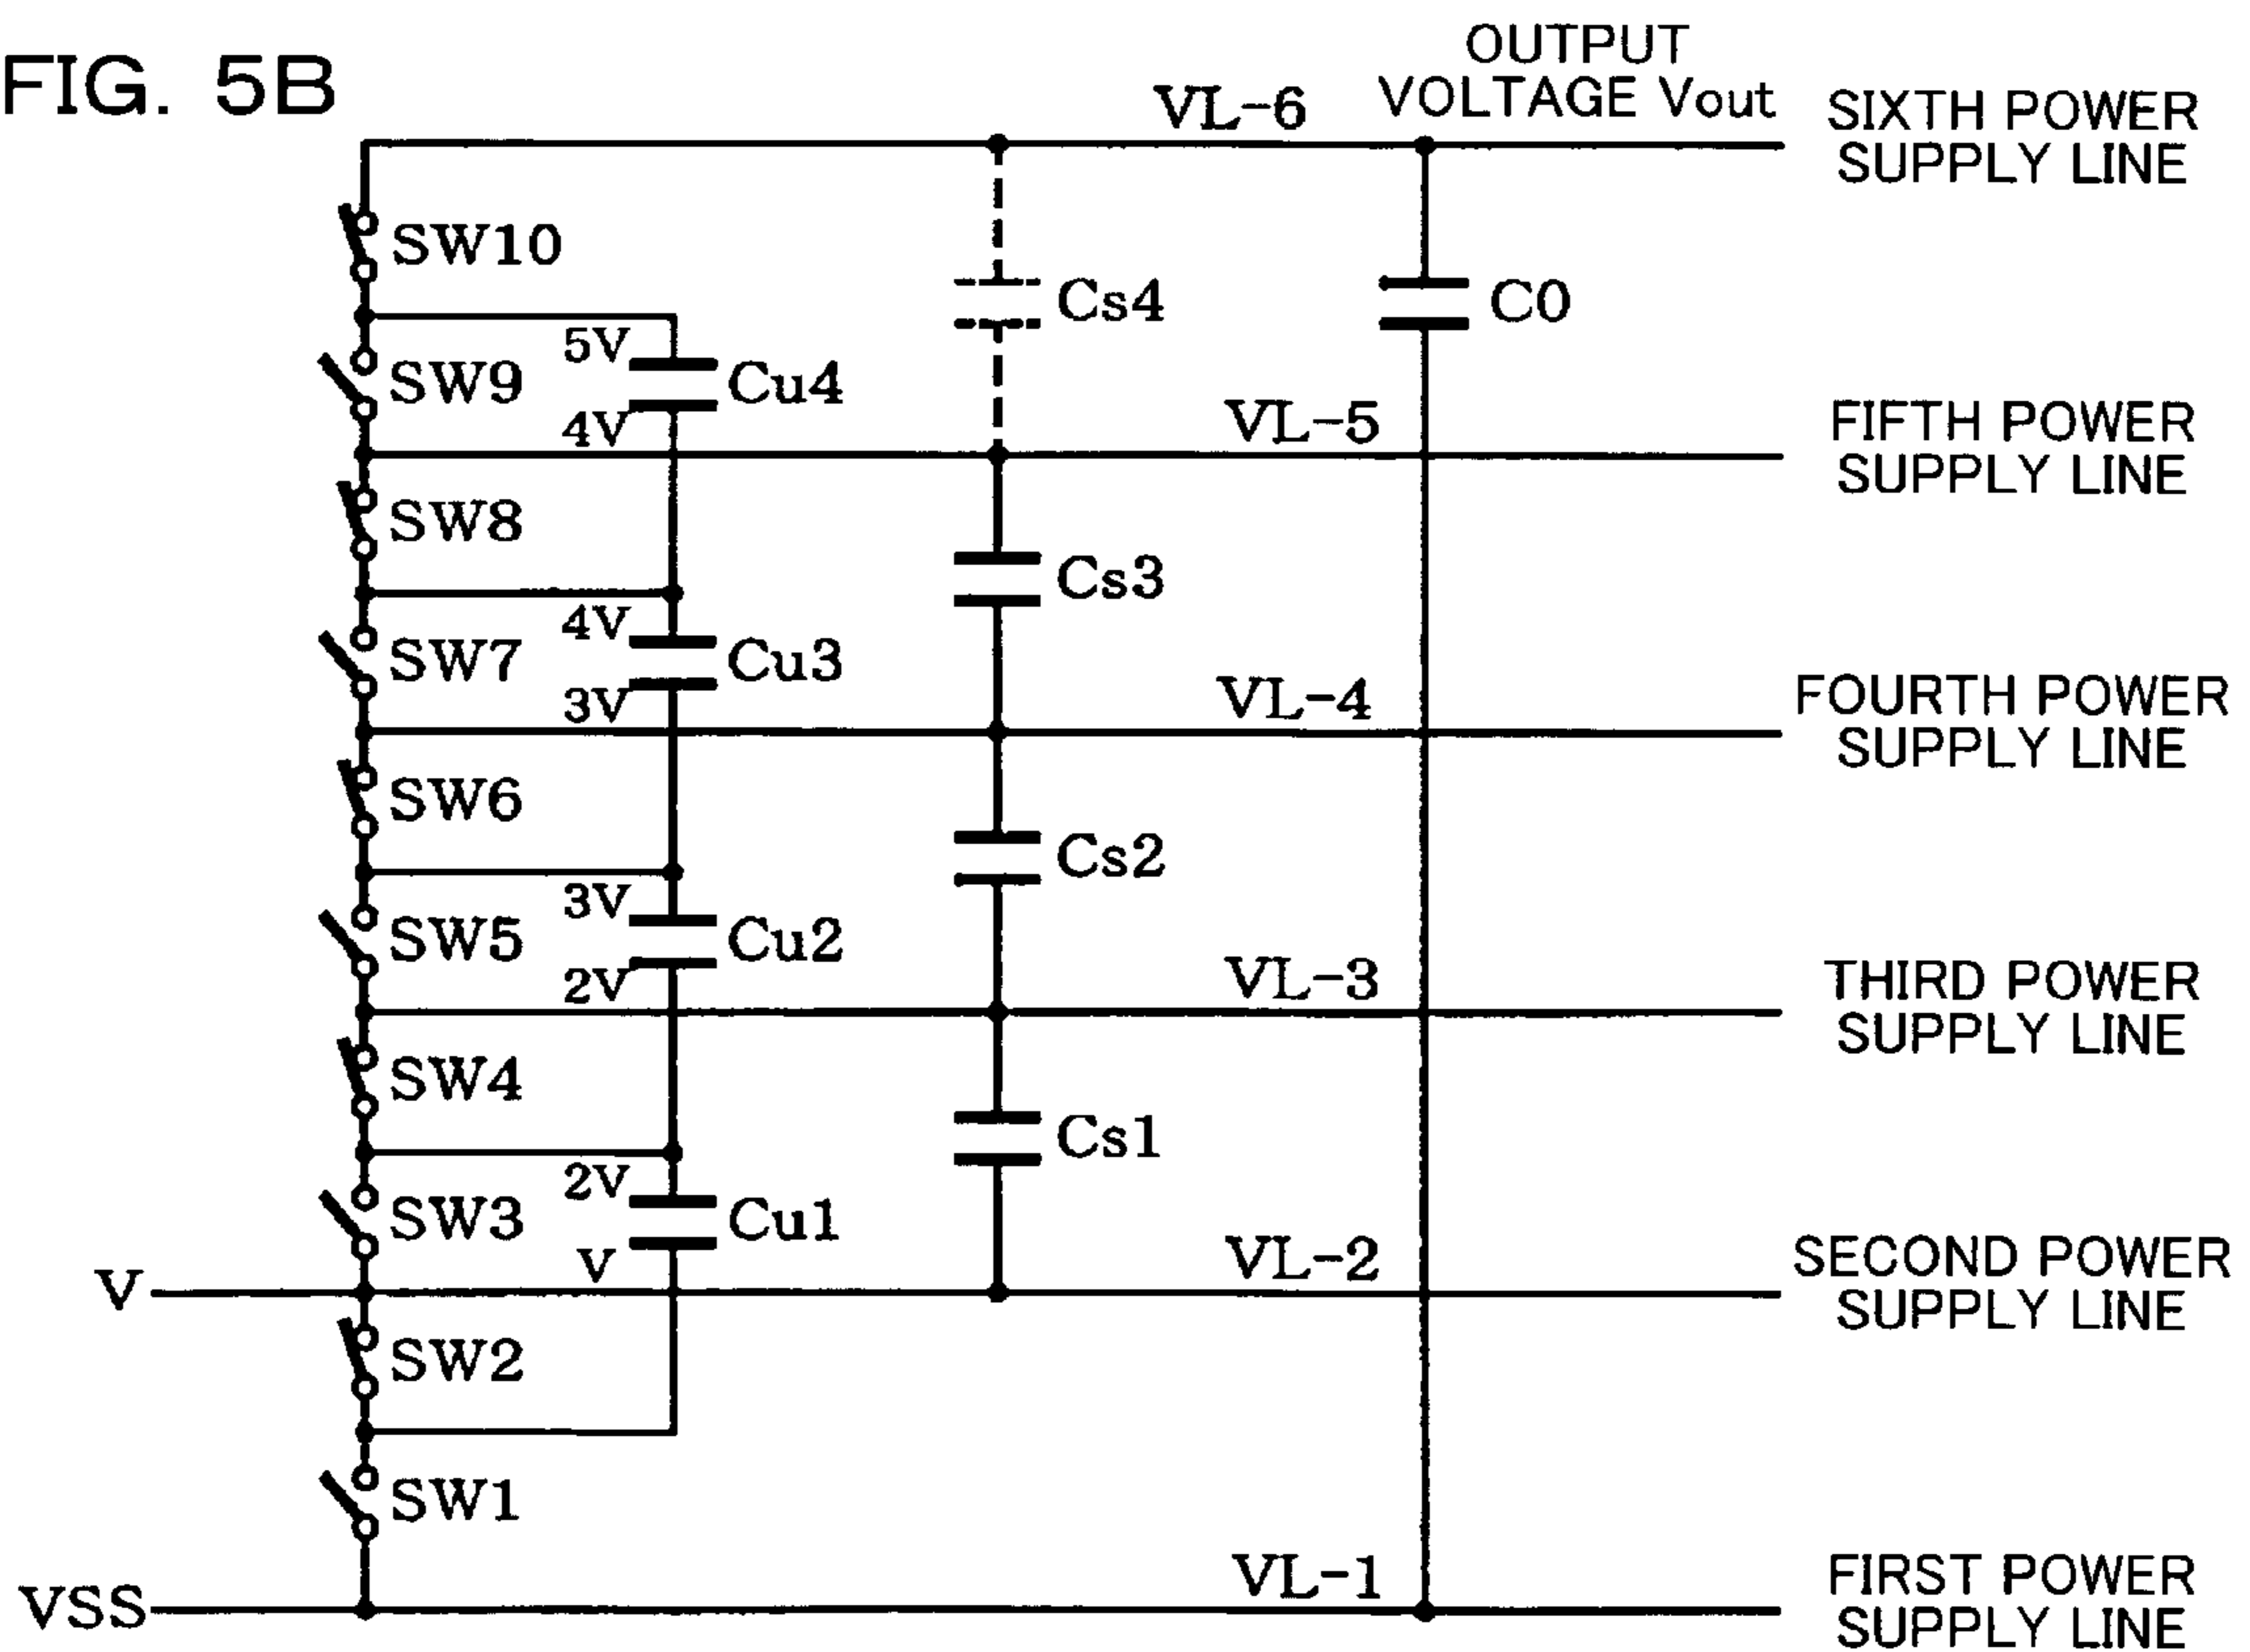 FIG. 5B
OUTPUT
VOLTAGE Vout
VL-6
SIXTH POWER
SUPPLY LINE
SW10
Cs4
C0
5V
SW9
Cu4
4V
VL-5
FIFTH POWER
SUPPLY LINE
SW8
Cs3
4V
SW7
Cu3
3V
VL-4
FOURTH POWER
SUPPLY LINE
SW6
Cs2
3V
SW5
Cu2
2V
VL-3
THIRD POWER
SUPPLY LINE
SW4
Cs1
2V
SW3
Cu1
V
VL-2
SECOND POWER
SUPPLY LINE
V
SW2
SW1
VL-1
FIRST POWER
SUPPLY LINE
VSS